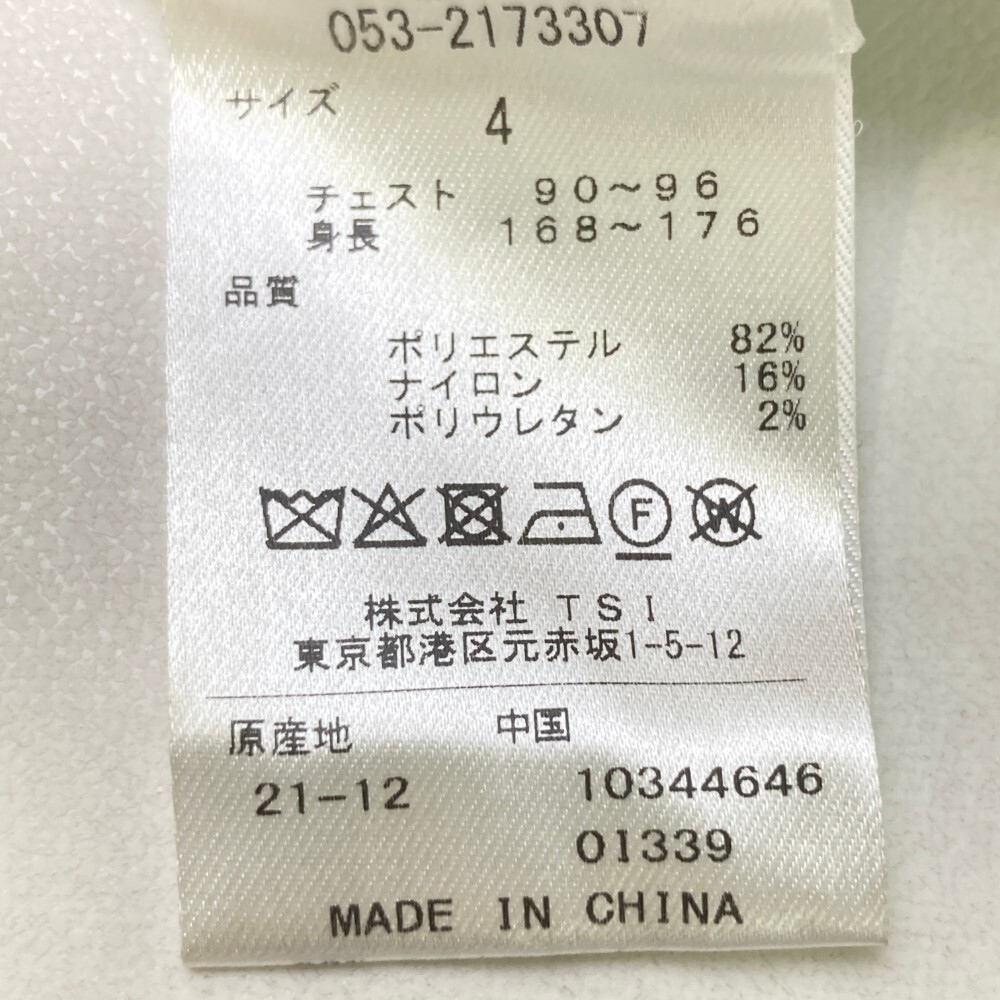 053-2173307
サイズ 4
チェスト 90～96
身長 168～176
品質
ポリエステル 82%
ナイロン 16%
ポリウレタン 2%
F W
株式会社 TSI
東京都港区元赤坂1-5-12
原産地 中国
21-12 10344646
01339
MADE IN CHINA